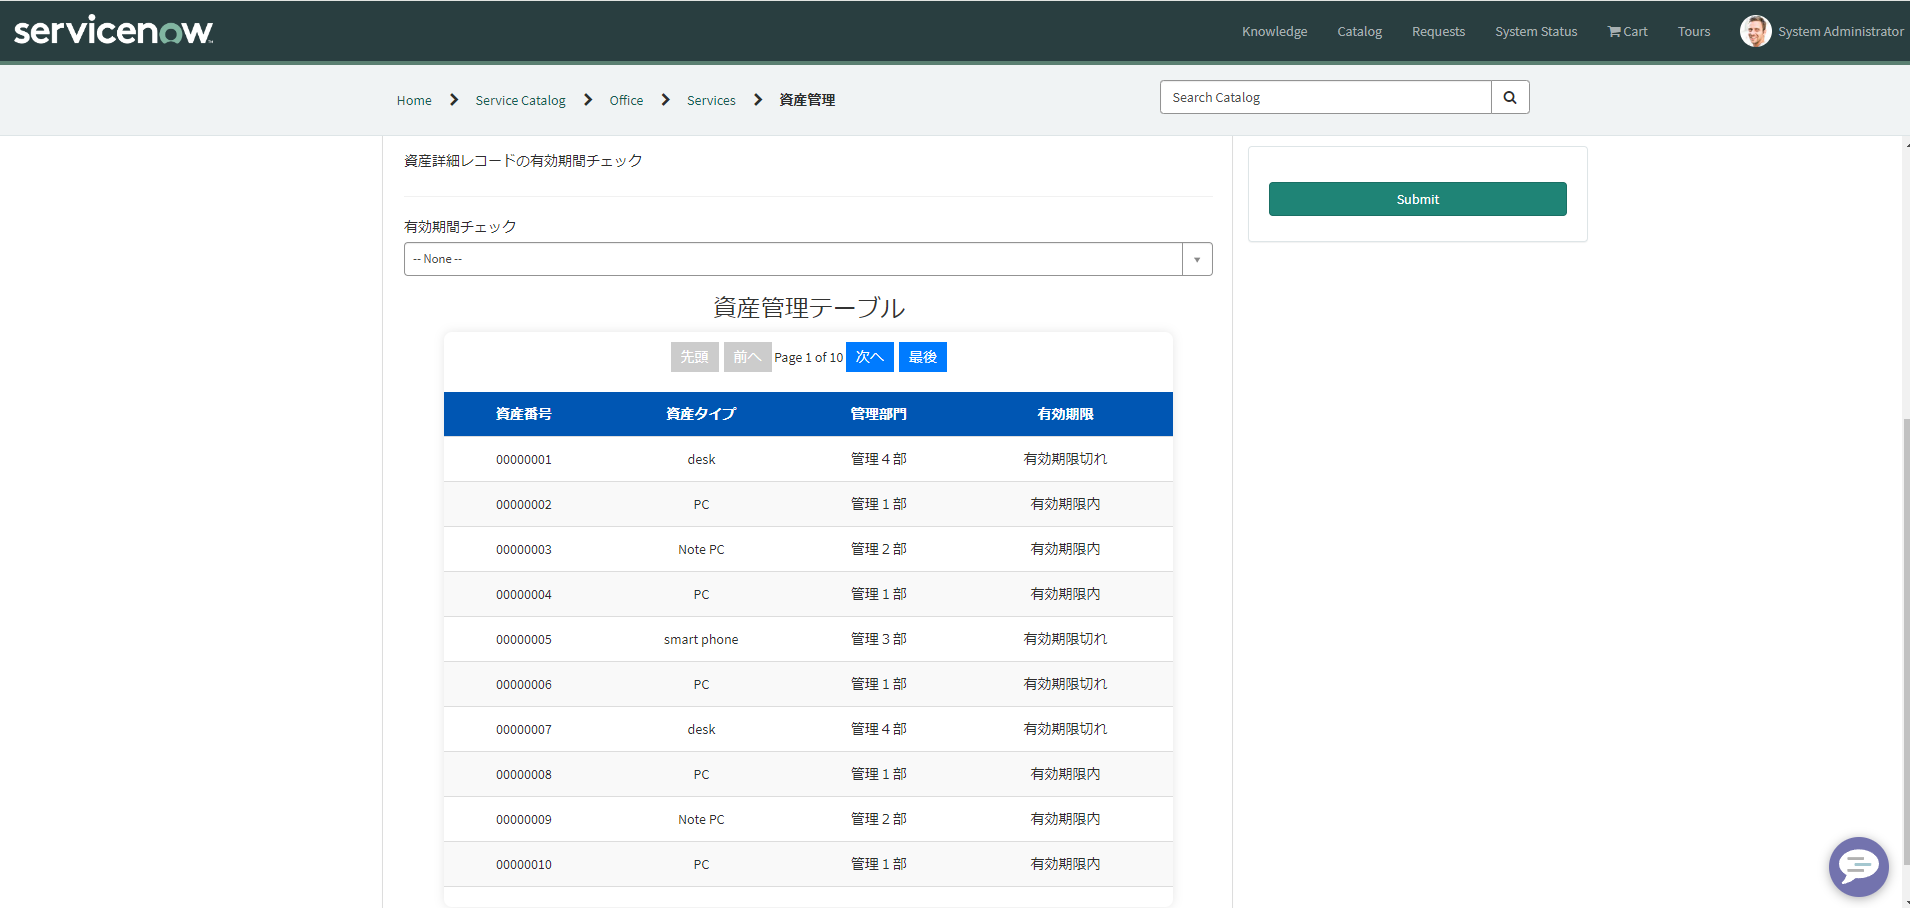 servicenow
Knowledge Catalog Requests System Status Cart Tours System Administrator
Home Service Catalog Office Services 資産管理
Search Catalog
資産詳細レコードの有効期間チェック
Submit
有効期間チェック
-- None --
資産管理テーブル
先頭 前へ Page 1 of 10 次へ 最後
資産番号 資産タイプ 管理部門 有効期限
00000001 desk 管理４部 有効期限切れ
00000002 PC 管理１部 有効期限内
00000003 Note PC 管理２部 有効期限内
00000004 PC 管理１部 有効期限内
00000005 smart phone 管理３部 有効期限切れ
00000006 PC 管理１部 有効期限切れ
00000007 desk 管理４部 有効期限切れ
00000008 PC 管理１部 有効期限内
00000009 Note PC 管理２部 有効期限内
00000010 PC 管理１部 有効期限内